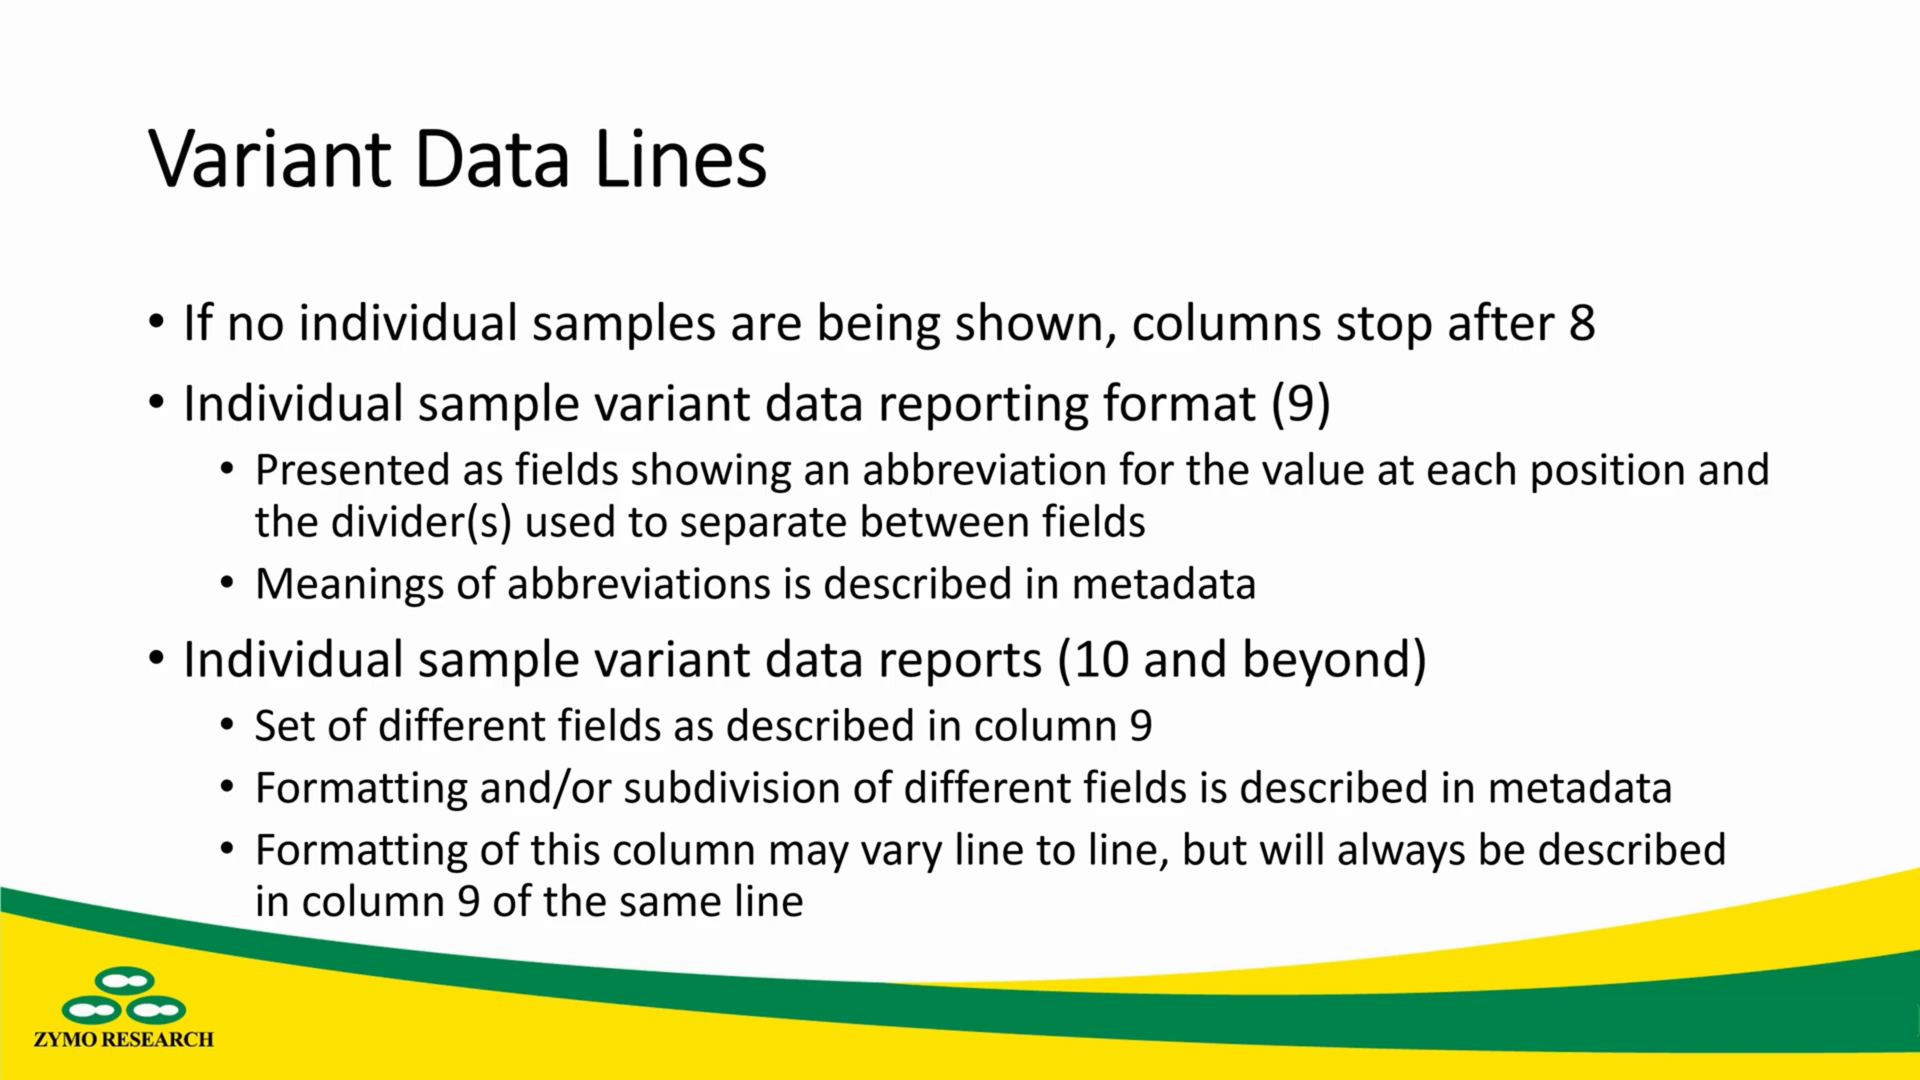 Variant Data Lines
• If no individual samples are being shown, columns stop after 8
• Individual sample variant data reporting format (9)
• Presented as fields showing an abbreviation for the value at each position and
the divider(s) used to separate between fields
• Meanings of abbreviations is described in metadata
• Individual sample variant data reports (10 and beyond)
• Set of different fields as described in column 9
• Formatting and/or subdivision of different fields is described in metadata
• Formatting of this column may vary line to line, but will always be described
in column 9 of the same line
ZYMO RESEARCH